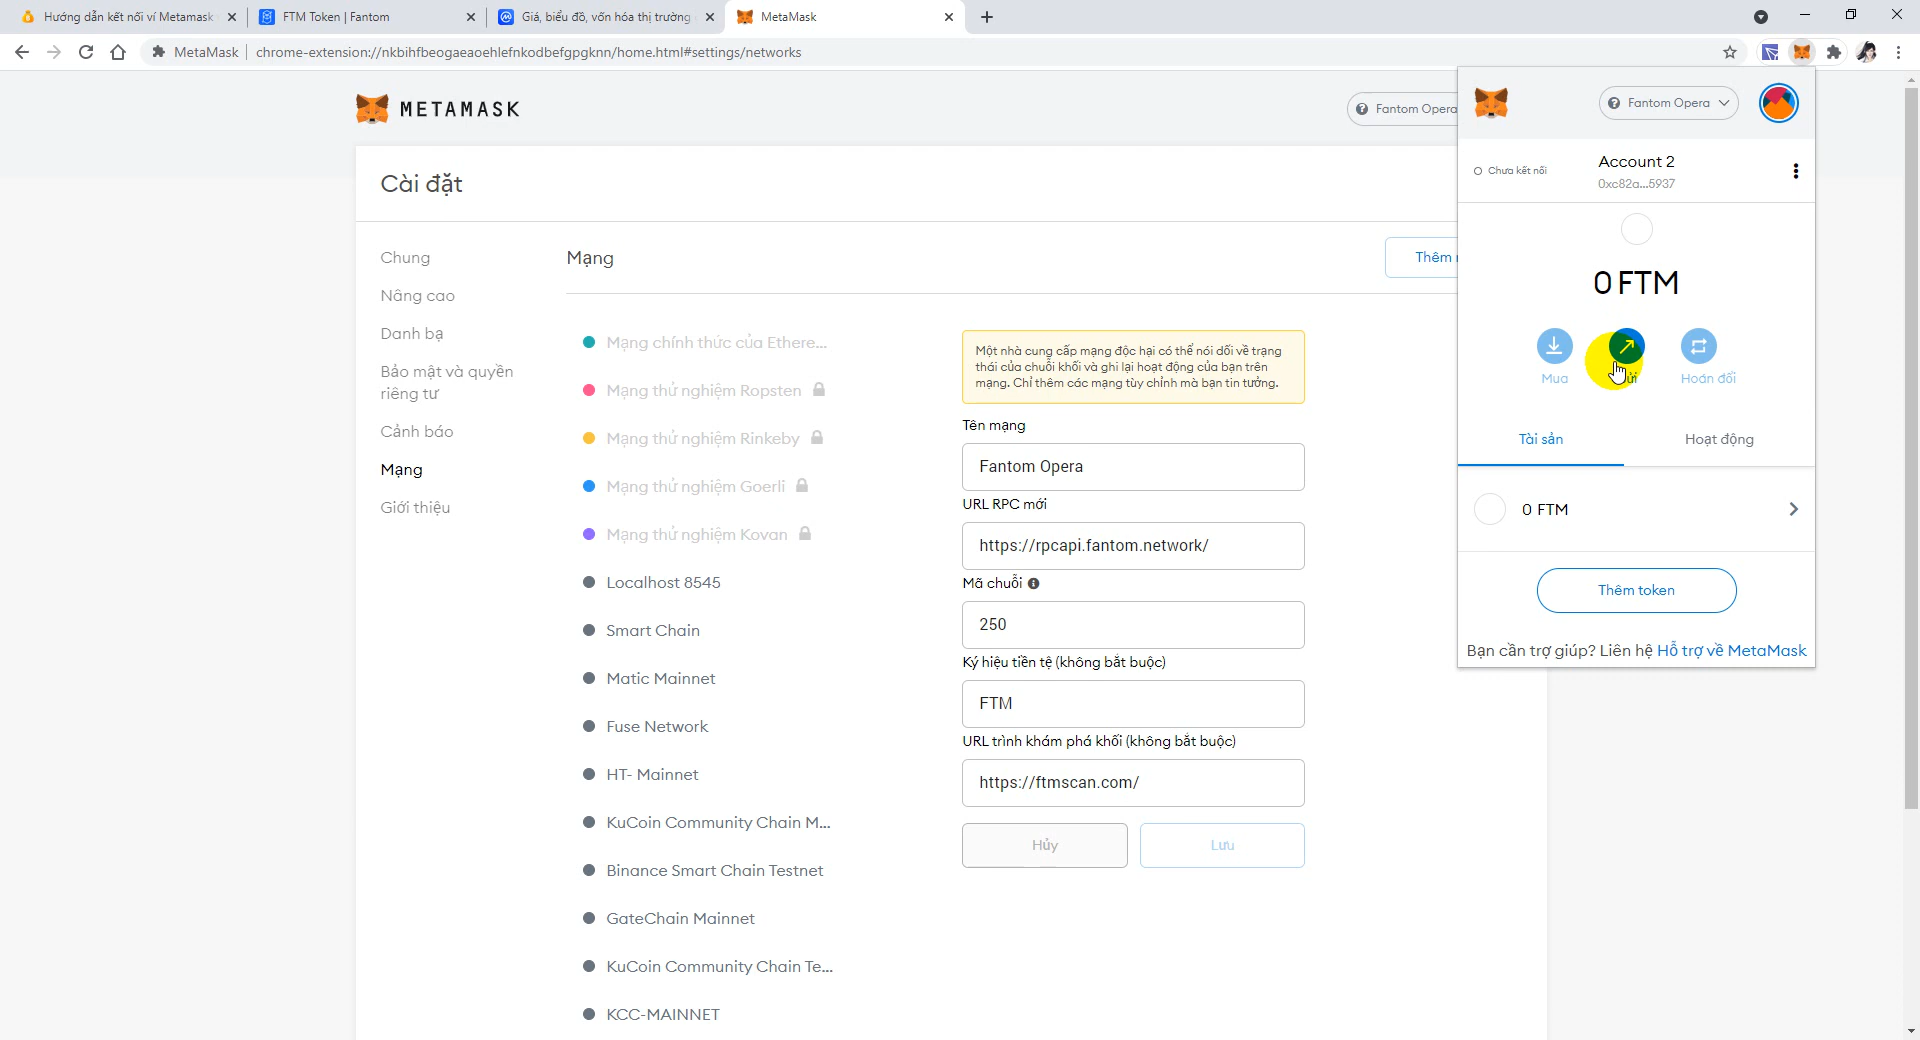 Hướng dẫn kết nối ví Metamask
FTM Token | Fantom
Giá, biểu đồ, vốn hóa thị trường
MetaMask
MetaMask
chrome-extension://nkbihfbeogaeaoehlefnkodbefgpgknn/home.html#settings/networks
METAMASK
Fantom Opera
Cài đặt
Chung
Nâng cao
Danh bạ
Bảo mật và quyền
riêng tư
Cảnh báo
Mạng
Giới thiệu
Mạng
Thêm
Mạng chính thức của Ethere...
Mạng thử nghiệm Ropsten
Mạng thử nghiệm Rinkeby
Mạng thử nghiệm Goerli
Mạng thử nghiệm Kovan
Localhost 8545
Smart Chain
Matic Mainnet
Fuse Network
HT- Mainnet
KuCoin Community Chain M...
Binance Smart Chain Testnet
GateChain Mainnet
KuCoin Community Chain Te...
KCC-MAINNET
Một nhà cung cấp mạng độc hại có thể nói dối về trạng
thái của chuỗi khối và ghi lại hoạt động của bạn trên
mạng. Chỉ thêm các mạng tùy chỉnh mà bạn tin tưởng.
Tên mạng
Fantom Opera
URL RPC mới
https://rpcapi.fantom.network/
Mã chuỗi
250
Ký hiệu tiền tệ (không bắt buộc)
FTM
URL trình khám phá khối (không bắt buộc)
https://ftmscan.com/
Hủy
Lưu
Fantom Opera
Chưa kết nối
Account 2
0xc82a...5937
0 FTM
Mua
Hoán đổi
Tài sản
Hoạt động
0 FTM
Thêm token
Bạn cần trợ giúp? Liên hệ Hỗ trợ về MetaMask